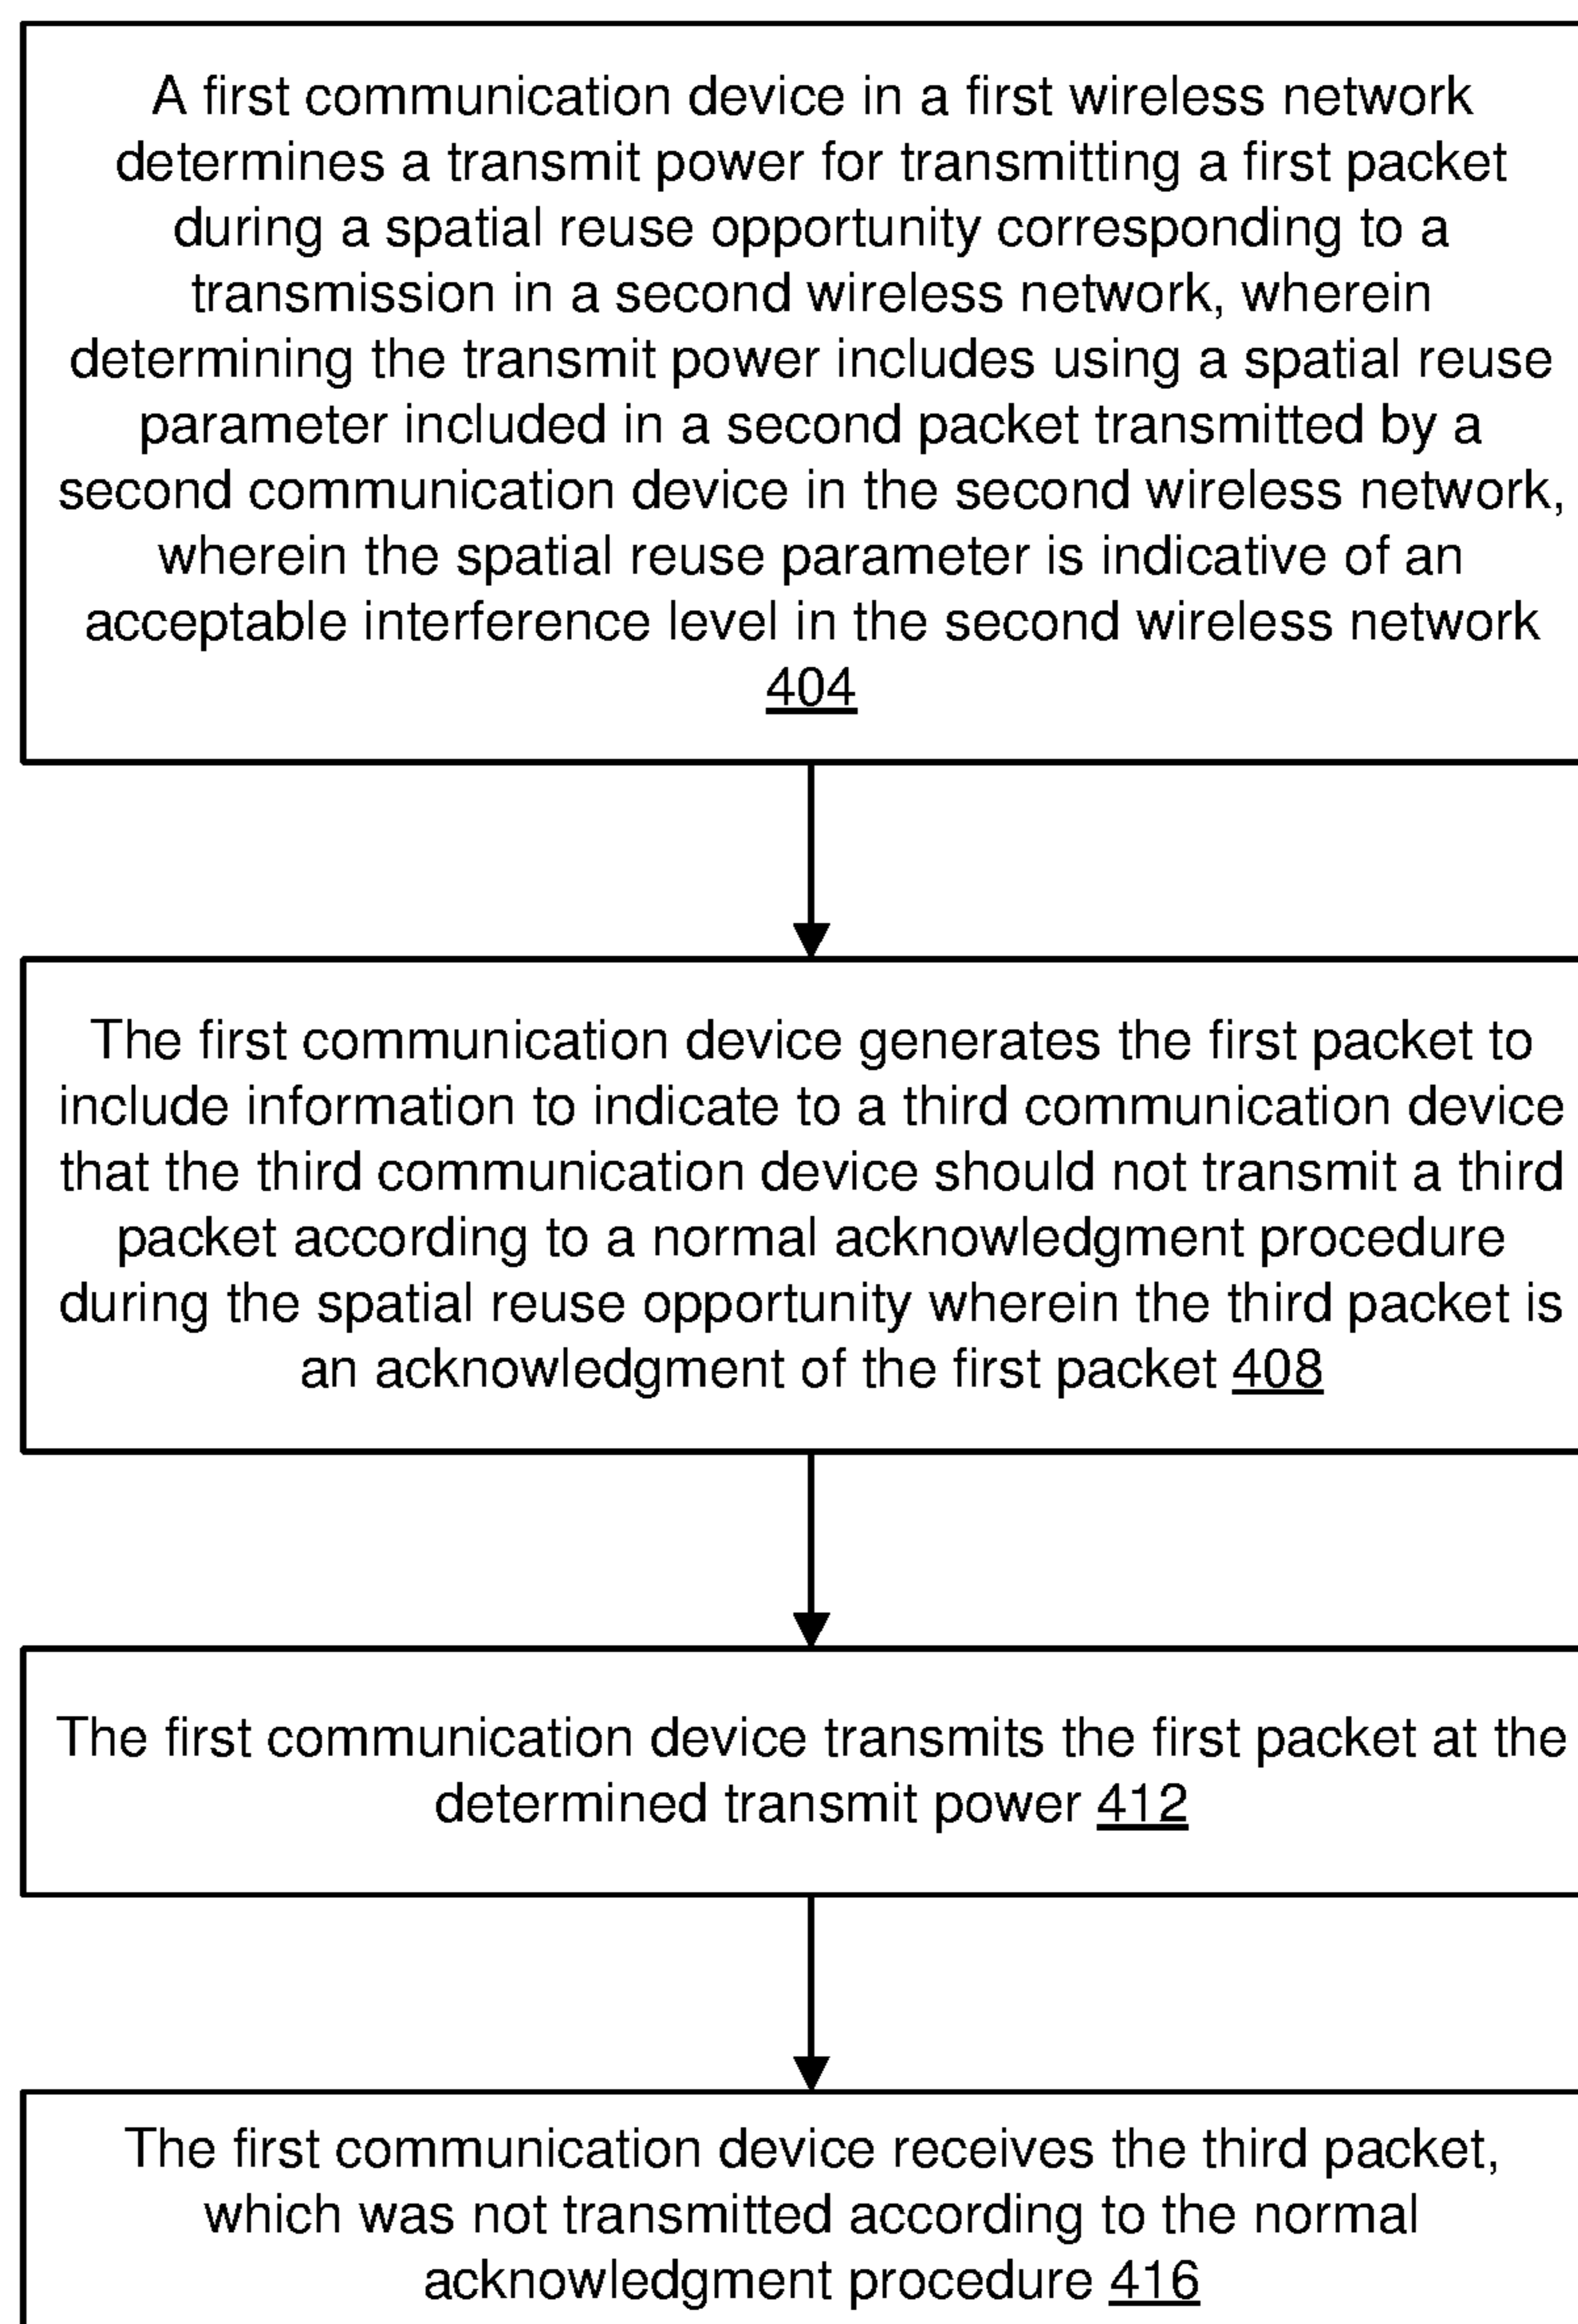 A first communication device in a first wireless network
determines a transmit power for transmitting a first packet
during a spatial reuse opportunity corresponding to a
transmission in a second wireless network, wherein
determining the transmit power includes using a spatial reuse
parameter included in a second packet transmitted by a
second communication device in the second wireless network,
wherein the spatial reuse parameter is indicative of an
acceptable interference level in the second wireless network
404
The first communication device generates the first packet to
include information to indicate to a third communication device
that the third communication device should not transmit a third
packet according to a normal acknowledgment procedure
during the spatial reuse opportunity wherein the third packet is
an acknowledgment of the first packet 408
The first communication device transmits the first packet at the
determined transmit power 412
The first communication device receives the third packet,
which was not transmitted according to the normal
acknowledgment procedure 416